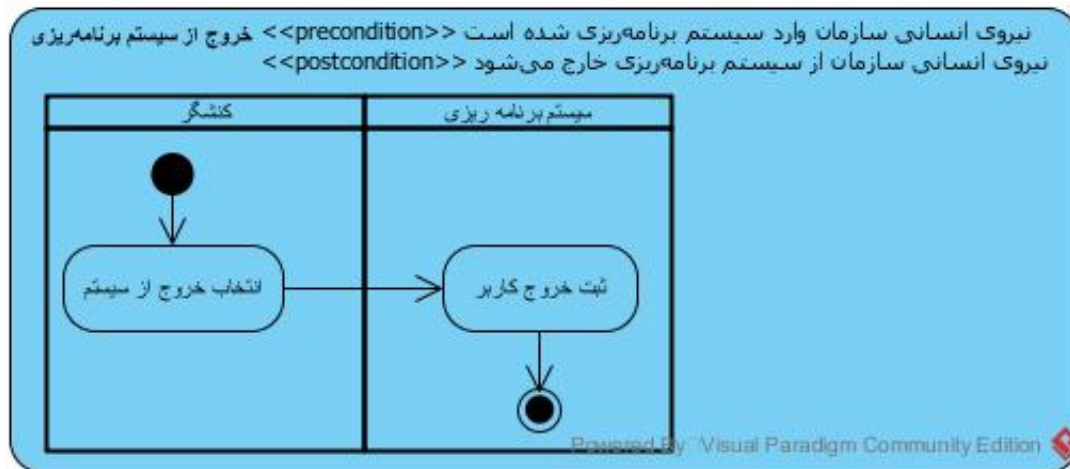 خروج از سیستم برنامه‌ریزی <<precondition>> نیروی انسانی سازمان وارد سیستم برنامه‌ریزی شده است
<<postcondition>> نیروی انسانی سازمان از سیستم برنامه‌ریزی خارج می‌شود
کنشگر
سیستم برنامه ریزی
انتخاب خروج از سیستم
ثبت خروج کاربر
Powered By Visual Paradigm Community Edition